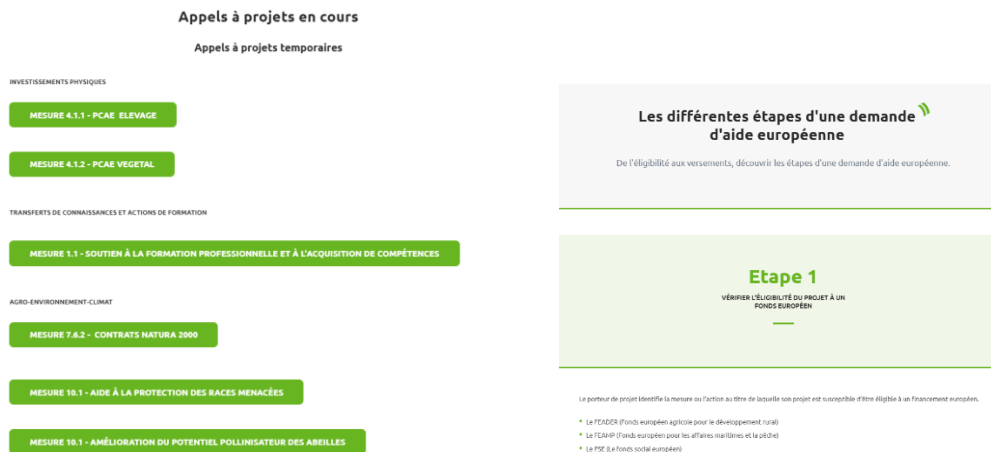 Appels à projets en cours
Appels à projets temporaires
INVESTISSEMENTS PHYSIQUES
MESURE 4.1.1 - PCAE ELEVAGE
MESURE 4.1.2 - PCAE VEGETAL
TRANSFERTS DE CONNAISSANCES ET ACTIONS DE FORMATION
MESURE 1.1 - SOUTIEN À LA FORMATION PROFESSIONNELLE ET À L'ACQUISITION DE COMPÉTENCES
AGRO-ENVIRONNEMENT-CLIMAT
MESURE 7.6.2 - CONTRATS NATURA 2000
MESURE 10.1 - AIDE À LA PROTECTION DES RACES MENACÉES
MESURE 10.1 - AMÉLIORATION DU POTENTIEL POLLINISATEUR DES ABEILLES
Les différentes étapes d'une demande
d'aide européenne
De l'éligibilité aux versements, découvrir les étapes d'une demande d'aide européenne.
Etape 1
VÉRIFIER L'ÉLIGIBILITÉ DU PROJET À UN
FONDS EUROPÉEN
Le porteur de projet identifie la mesure ou l'action au titre de laquelle son projet est susceptible d'être éligible à un financement européen.
• Le FEADER (Fonds européen agricole pour le développement rural)
• Le FEAMP (Fonds européen pour les affaires maritimes et la pêche)
• Le FSE (Le fonds social européen)